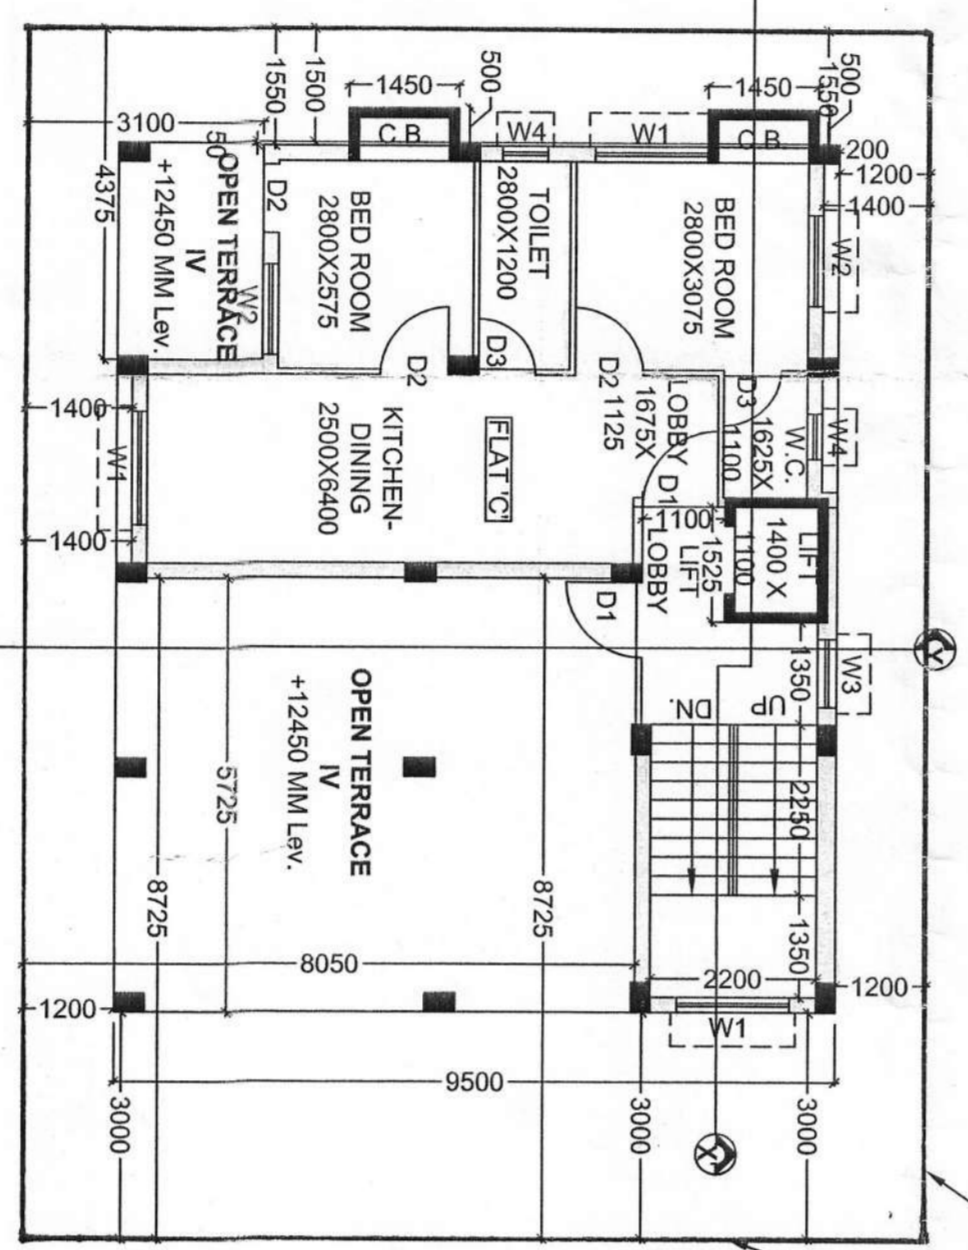 1450
500
1550
1500
3100
50
C.B
W4
W1
1450
C.B
500
1550
200
1200
1400
4375
OPEN TERRACE
IV
+12450 MM Lev.
D2
W2
BED ROOM
2800X2575
TOILET
2800X1200
BED ROOM
2800X3075
W2
D2
D3
D2
1400
W1
1400
KITCHEN-
DINING
2500X6400
FLAT 'C'
LOBBY
1675X
1125
D3
W.C.
1625X
1100
W4
D1
1100
LIFT
LOBBY
1525
LIFT
1400 X
1100
D1
1350
W3
Y
DN.
UP
OPEN TERRACE
IV
+12450 MM Lev.
5725
2250
8725
8725
1350
8050
2200
1200
1200
W1
9500
3000
3000
3000
X